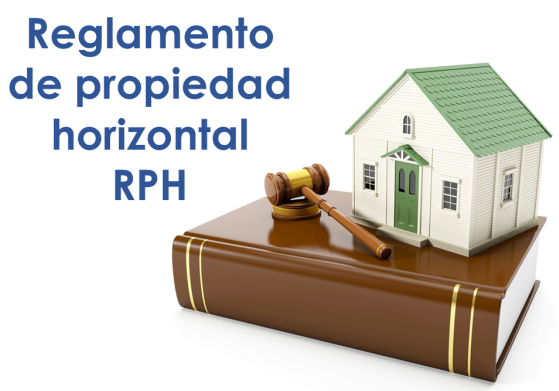 Reglamento
de propiedad
horizontal
RPH